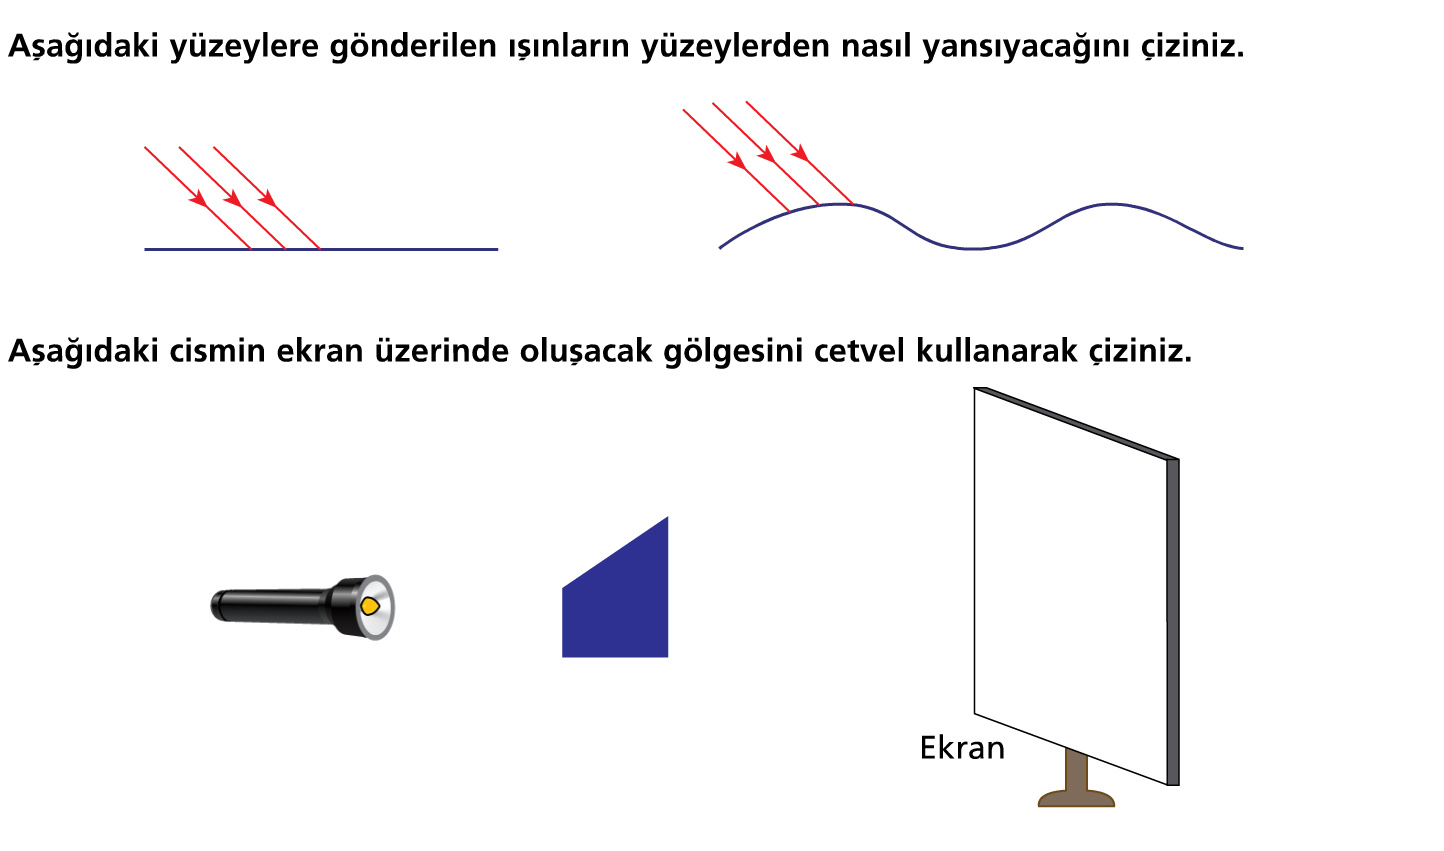 Aşağıdaki yüzeylere gönderilen ışınların yüzeylerden nasıl yansıyacağını çiziniz.
Aşağıdaki cismin ekran üzerinde oluşacak gölgesini cetvel kullanarak çiziniz.
Ekran